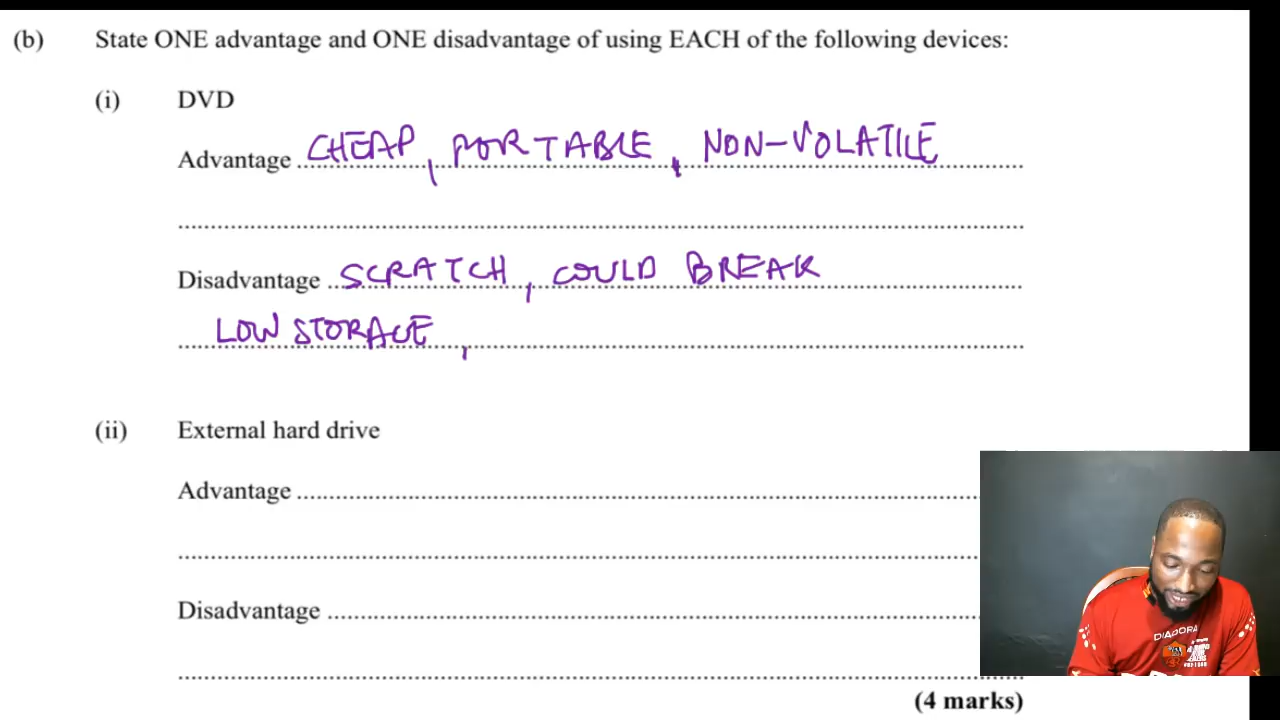 (b) State ONE advantage and ONE disadvantage of using EACH of the following devices:
(i) DVD
Advantage CHEAP, PORTABLE, NON-VOLATILE
Disadvantage SCRATCH, COULD BREAK
LOW STORAGE,
(ii) External hard drive
Advantage
Disadvantage
DIADORA
(4 marks)